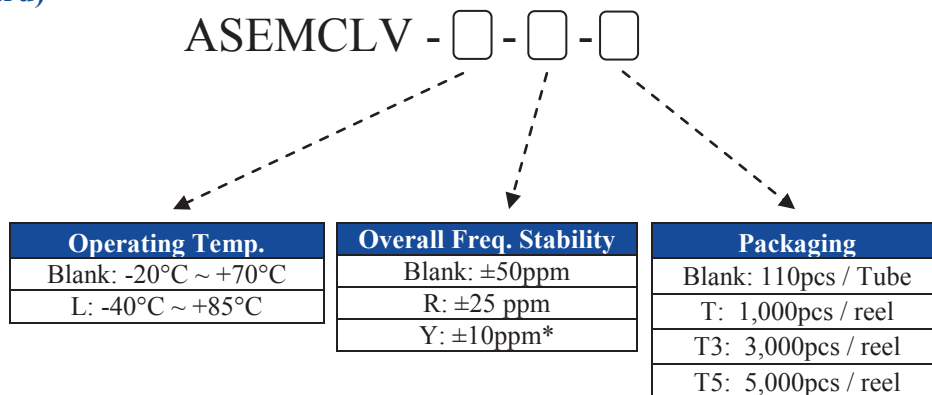 ASEMCLV - - -
Operating Temp.
Blank: -20°C ~ +70°C
L: -40°C ~ +85°C
Overall Freq. Stability
Blank: ±50ppm
R: ±25 ppm
Y: ±10ppm*
Packaging
Blank: 110pcs / Tube
T: 1,000pcs / reel
T3: 3,000pcs / reel
T5: 5,000pcs / reel